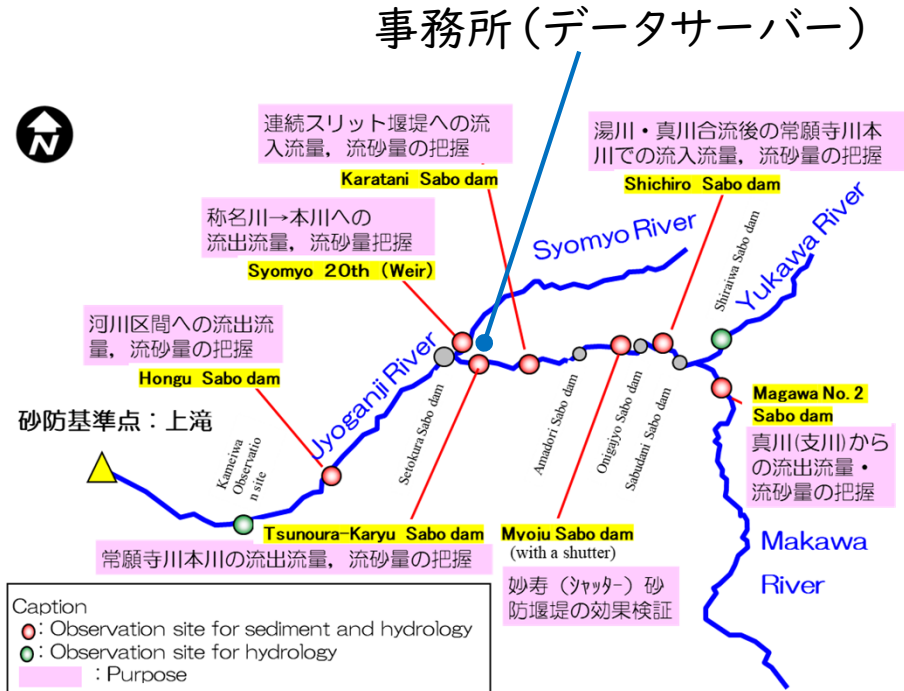 事務所(データサーバー)
N
連続スリット堰堤への流
入流量，流砂量の把握
Karatani Sabo dam
湯川・真川合流後の常願寺川本
川での流入流量，流砂量の把握
Shichiro Sabo dam
称名川→本川への
流出流量，流砂量把握
Syomyo 20th (Weir)
Syomyo River
Shiraiwa Sabo dam
Yukawa River
河川区間への流出流
量，流砂量の把握
Hongu Sabo dam
Jyoganji River
砂防基準点：上滝
Kameiwa
Observatio
n site
Setokura Sabo dam
Amadori Sabo dam
Onigajyo Sabo dam
Sabudani Sabo dam
Magawa No.2
Sabo dam
真川(支川)から
の流出流量・
流砂量の把握
Tsunoura-Karyu Sabo dam
常願寺川本川の流出流量，流砂量の把握
Myoju Sabo dam
(with a shutter)
妙寿（ｼｬｯﾀｰ）砂
防堰堤の効果検証
Makawa
River
Caption
: Observation site for sediment and hydrology
: Observation site for hydrology
: Purpose